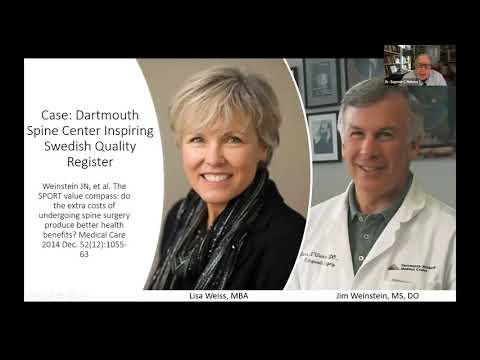 Case: Dartmouth
Spine Center Inspiring
Swedish Quality
Register
Weinstein JN, et al. The
SPORT value compass: do
the extra costs of
undergoing spine surgery
produce better health
benefits? Medical Care
2014 Dec. 52(12):1055-
63
Lisa Weiss, MBA
Jim Weinstein, MS, DO